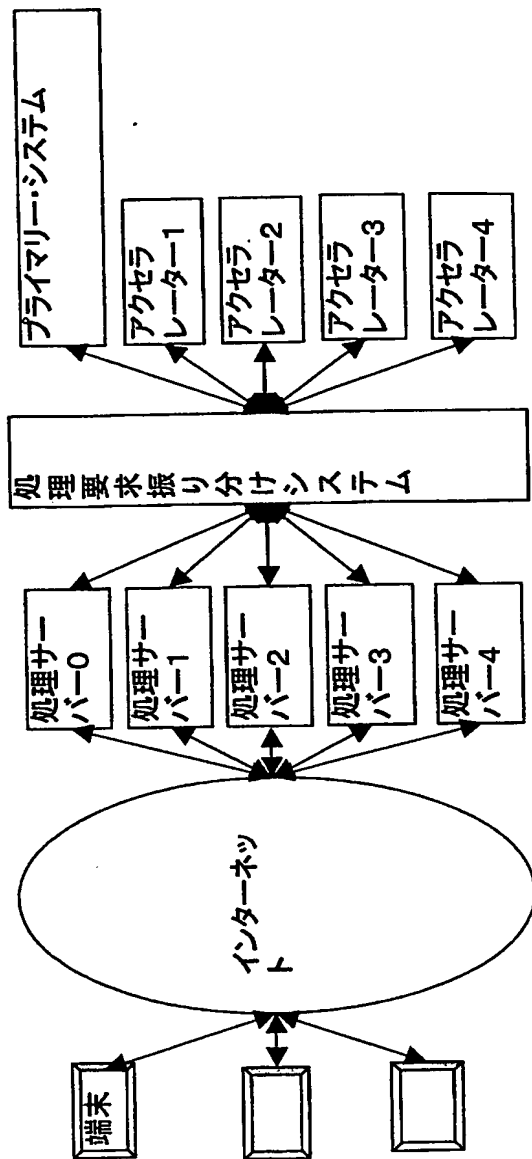 端末
インターネッ
ト
処理サー
バー0
処理サー
バー1
処理サー
バー2
処理サー
バー3
処理サー
バー4
処理要求振り分けシステム
プライマリー・システム
アクセラ
レーター1
アクセラ
レーター2
アクセラ
レーター3
アクセラ
レーター4